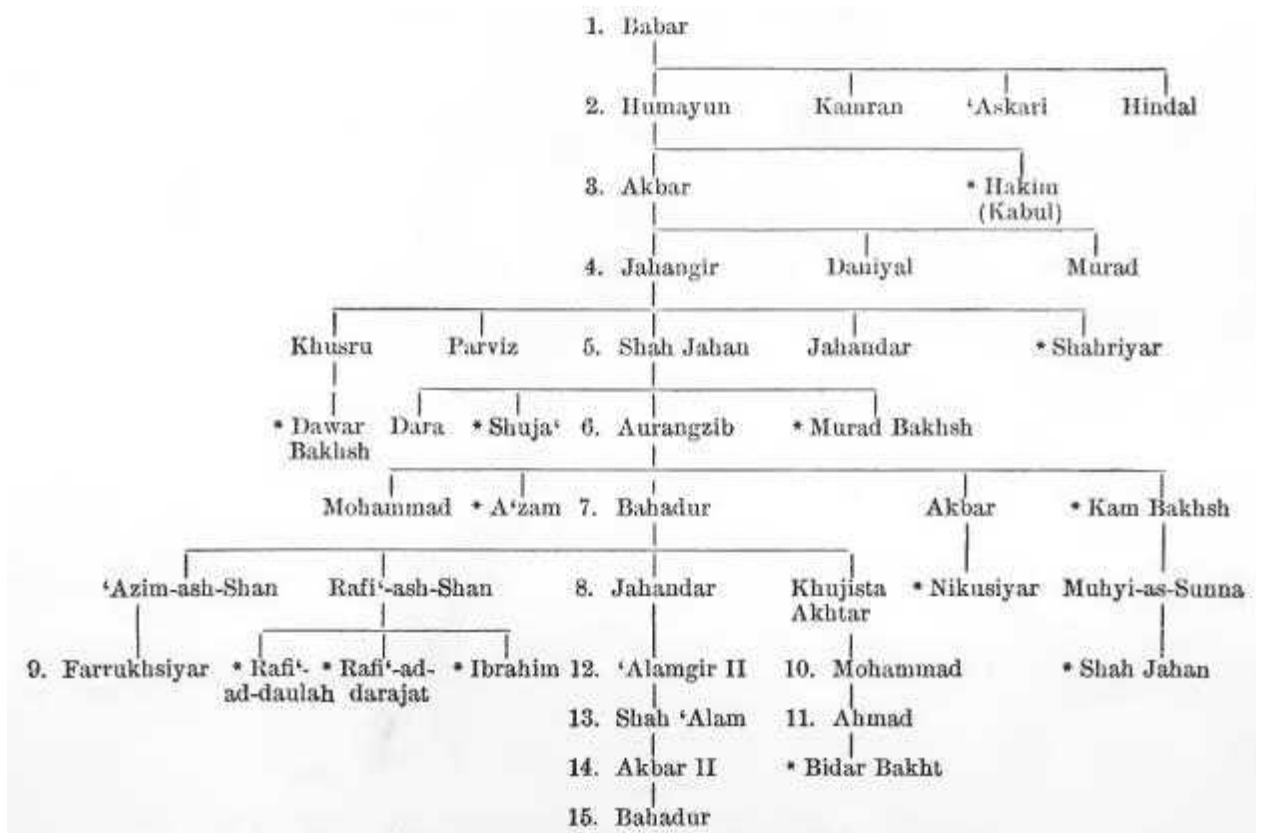 1. Babar
2. Humayun Kamran ‘Askari Hindal
3. Akbar * Hakim
(Kabul)
4. Jahangir Daniyal Murad
Khusru Parviz 5. Shah Jahan Jahandar * Shahriyar
* Dawar Dara * Shuja‘ 6. Aurangzib * Murad Bakhsh
Bakhsh
Mohammad * A‘zam 7. Bahadur Akbar * Kam Bakhsh
‘Azim-ash-Shan Rafi‘-ash-Shan 8. Jahandar Khujista * Nikusiyar Muhyi-as-Sunna
Akhtar
9. Farrukhsiyar * Rafi‘- * Rafi‘-ad- * Ibrahim 12. ‘Alamgir II 10. Mohammad * Shah Jahan
ad-daulah darajat
13. Shah ‘Alam 11. Ahmad
14. Akbar II * Bidar Bakht
15. Bahadur